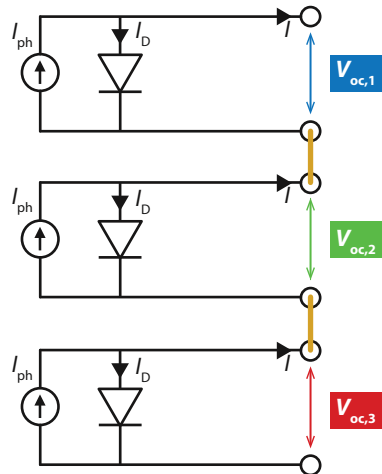 I
I_ph I_D
V_oc,1
I
I_ph I_D
V_oc,2
I
I_ph I_D
V_oc,3